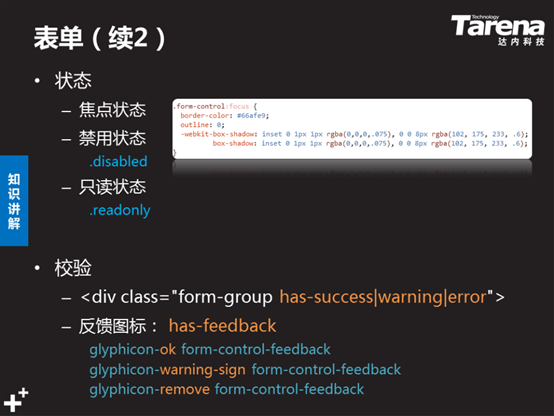 表单（续2）
Technology
Tarena
达内科技
• 状态
– 焦点状态
– 禁用状态
.disabled
– 只读状态
.readonly
.form-control:focus {
border-color: #66afe9;
outline: 0;
-webkit-box-shadow: inset 0 1px 1px rgba(0,0,0,.075), 0 0 8px rgba(102, 175, 233, .6);
box-shadow: inset 0 1px 1px rgba(0,0,0,.075), 0 0 8px rgba(102, 175, 233, .6);
}
知识讲解
• 校验
– <div class="form-group has-success|warning|error">
– 反馈图标： has-feedback
glyphicon-ok form-control-feedback
glyphicon-warning-sign form-control-feedback
glyphicon-remove form-control-feedback